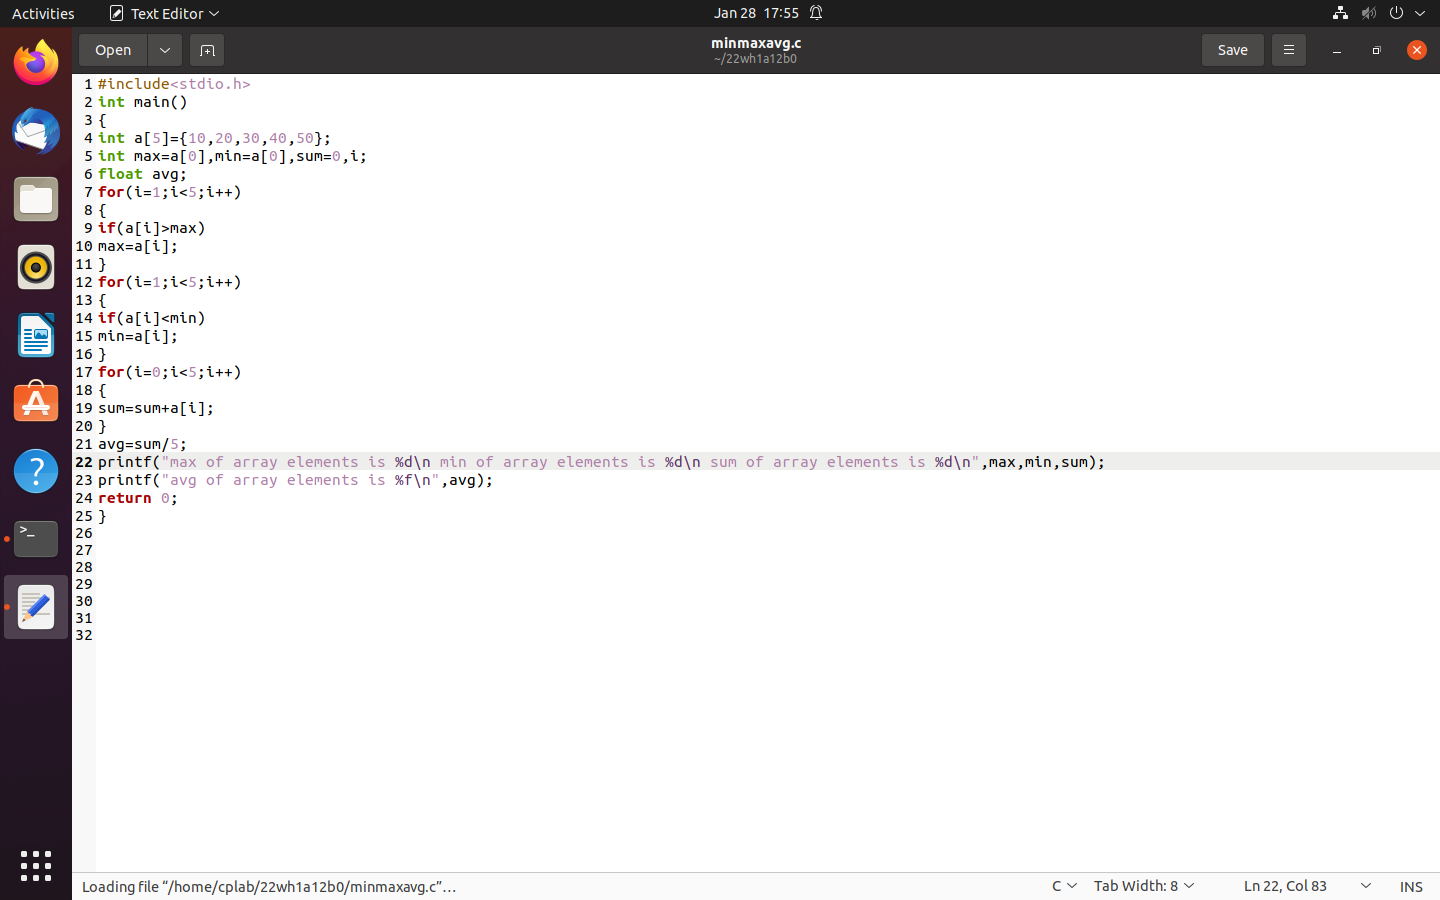 Activities
Text Editor
Jan 28 17:55
Open
minmaxavg.c
~/22wh1a12b0
Save
1 #include<stdio.h>
2 int main()
3 {
4 int a[5]={10,20,30,40,50};
5 int max=a[0],min=a[0],sum=0,i;
6 float avg;
7 for(i=1;i<5;i++)
8 {
9 if(a[i]>max)
10 max=a[i];
11 }
12 for(i=1;i<5;i++)
13 {
14 if(a[i]<min)
15 min=a[i];
16 }
17 for(i=0;i<5;i++)
18 {
19 sum=sum+a[i];
20 }
21 avg=sum/5;
22 printf("max of array elements is %d\n min of array elements is %d\n sum of array elements is %d\n",max,min,sum);
23 printf("avg of array elements is %f\n",avg);
24 return 0;
25 }
26
27
28
29
30
31
32
Loading file “/home/cplab/22wh1a12b0/minmaxavg.c”…
C
Tab Width: 8
Ln 22, Col 83
INS